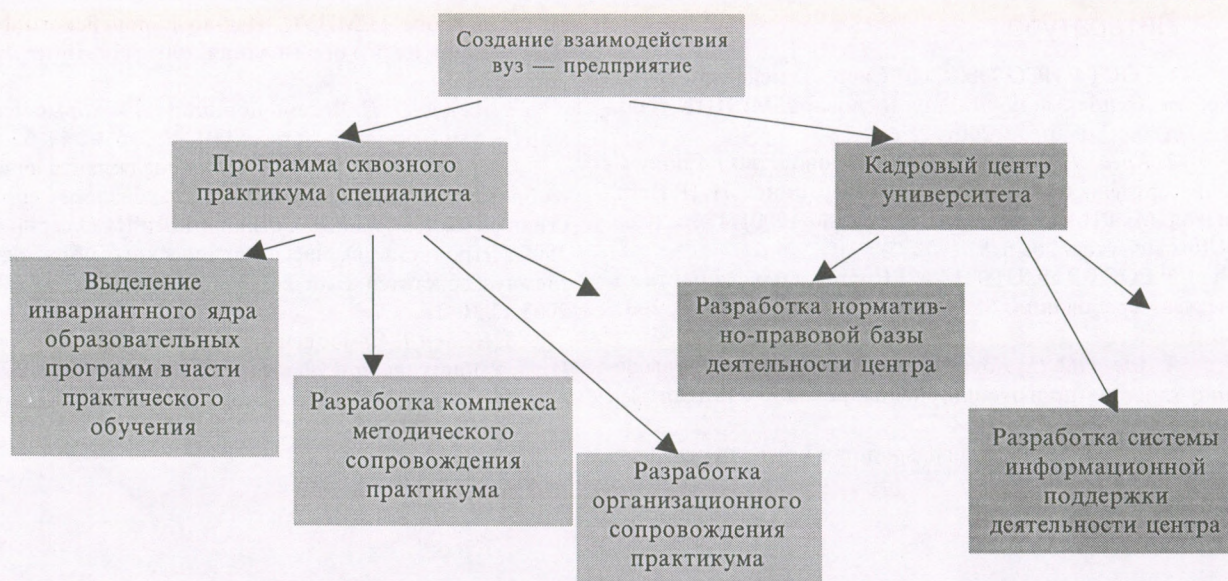 Создание взаимодействия
вуз — предприятие
Программа сквозного
практикума специалиста
Кадровый центр
университета
Выделение
инвариантного ядра
образовательных
программ в части
практического
обучения
Разработка комплекса
методического
сопровождения
практикума
Разработка
организационного
сопровождения
практикума
Разработка норматив-
но-правовой базы
деятельности центра
Разработка системы
информационной
поддержки
деятельности центра